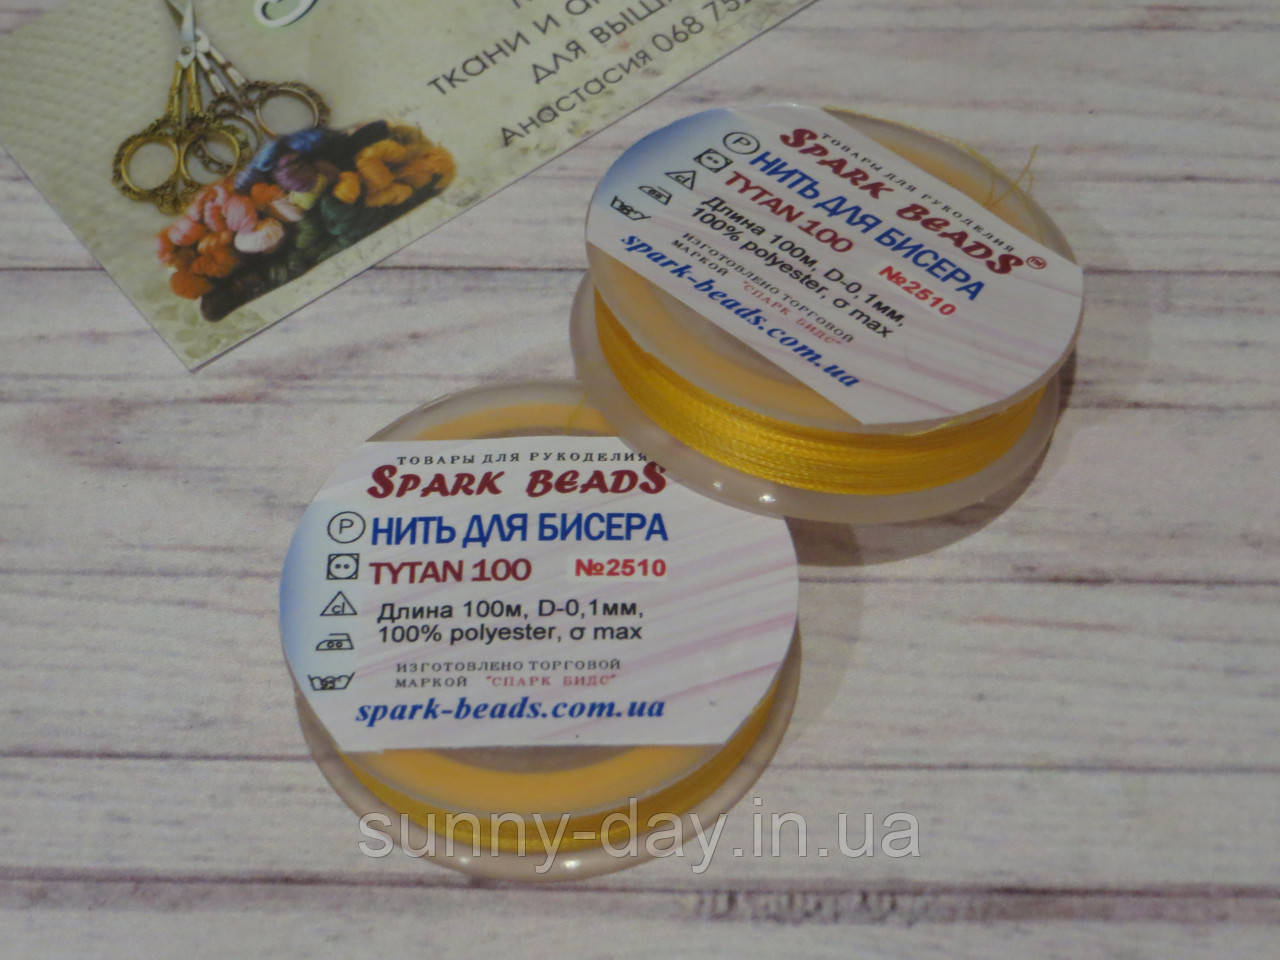 ткани и
для
Анастасия 068
ТОВАРЫ ДЛЯ РУКОДЕЛИЯ
SPARK BEADS™
P
НИТЬ ДЛЯ БИСЕРА
TYTAN 100 №2510
cl
Длина 100м, D-0,1мм,
100% polyester, σ max
ИЗГОТОВЛЕНО ТОРГОВОЙ
МАРКОЙ "СПАРК БИДС"
spark-beads.com.ua
ТОВАРЫ ДЛЯ РУКОДЕЛИЯ
SPARK BEADS
P
НИТЬ ДЛЯ БИСЕРА
TYTAN 100 №2510
cl
Длина 100м, D-0,1мм,
100% polyester, σ max
ИЗГОТОВЛЕНО ТОРГОВОЙ
МАРКОЙ "СПАРК БИДС"
spark-beads.com.ua
sunny-day.in.ua